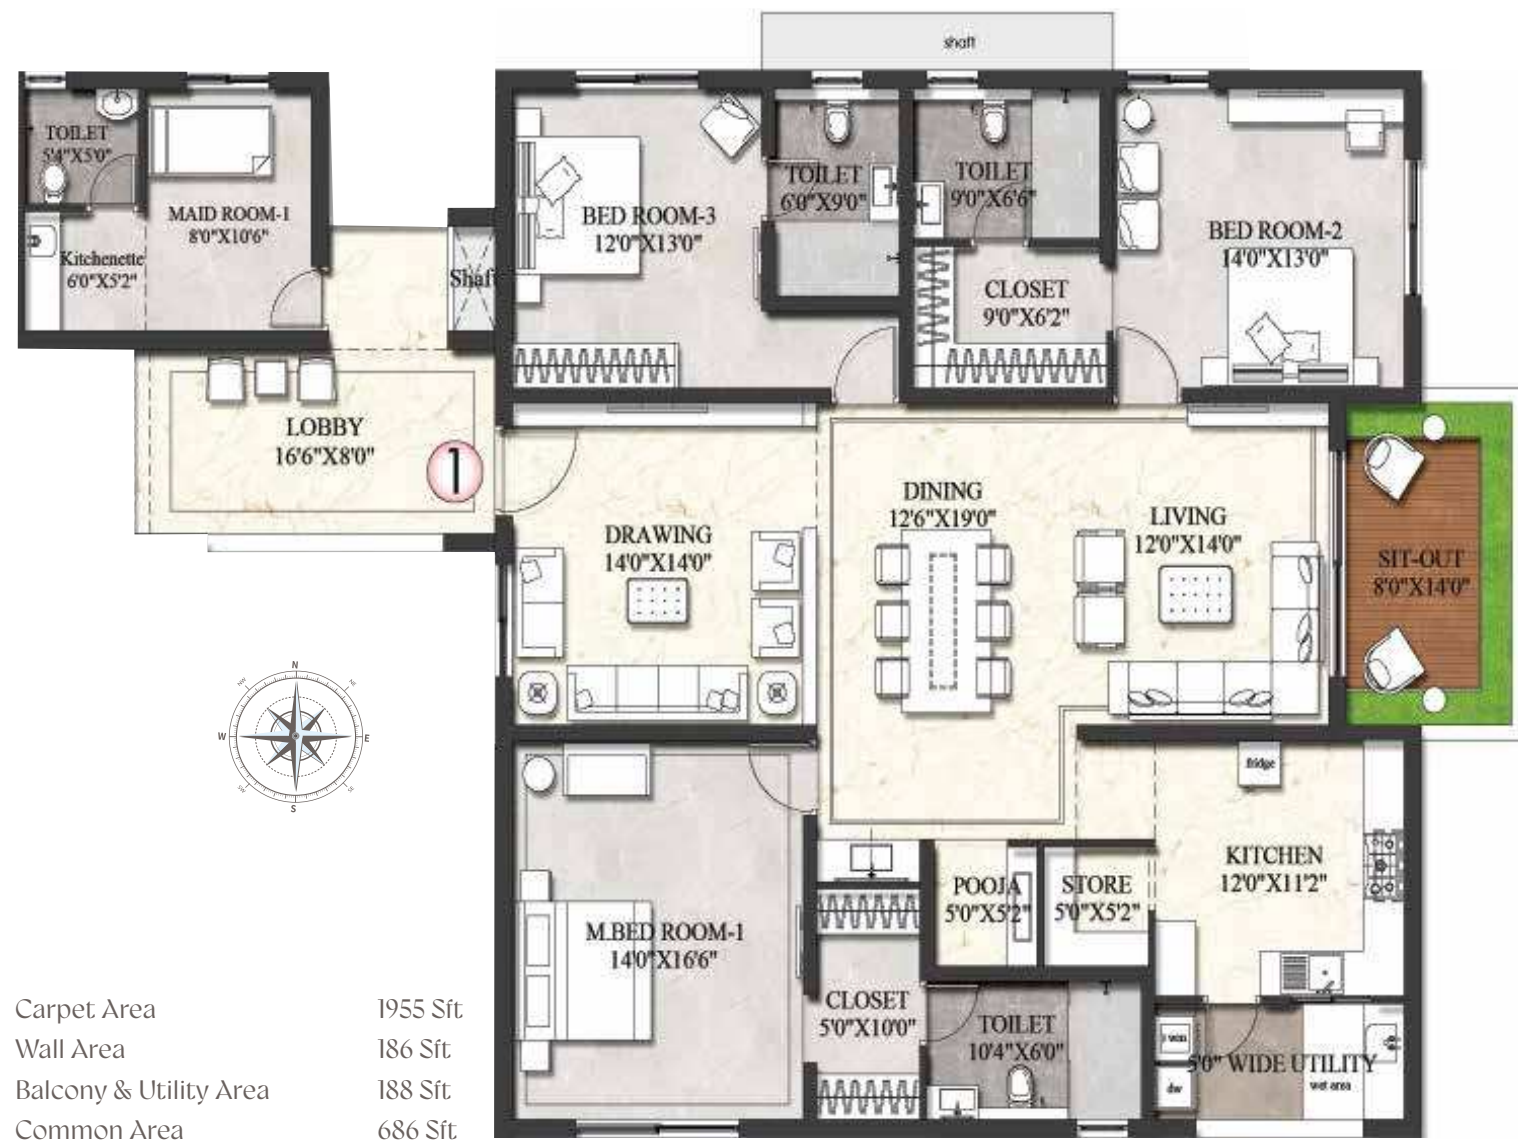 shaft
TOILET
5'4"X5'0"
MAID ROOM-1
8'0"X10'6"
Kitchenette
6'0"X5'2"
Shaft
BED ROOM-3
12'0"X13'0"
TOILET
6'0"X9'0"
TOILET
9'0"X6'6"
CLOSET
9'0"X6'2"
BED ROOM-2
14'0"X13'0"
LOBBY
16'6"X8'0"
1
DRAWING
14'0"X14'0"
DINING
12'6"X19'0"
LIVING
12'0"X14'0"
SIT-OUT
8'0"X14'0"
N
NW
NE
W
E
SW
SE
S
fridge
M.BED ROOM-1
14'0"X16'6"
POOJA
5'0"X5'2"
STORE
5'0"X5'2"
KITCHEN
12'0"X11'2"
CLOSET
5'0"X10'0"
TOILET
10'4"X6'0"
5'0" WIDE UTILITY
wet area
dw
Carpet Area 1955 Sft
Wall Area 186 Sft
Balcony & Utility Area 188 Sft
Common Area 686 Sft